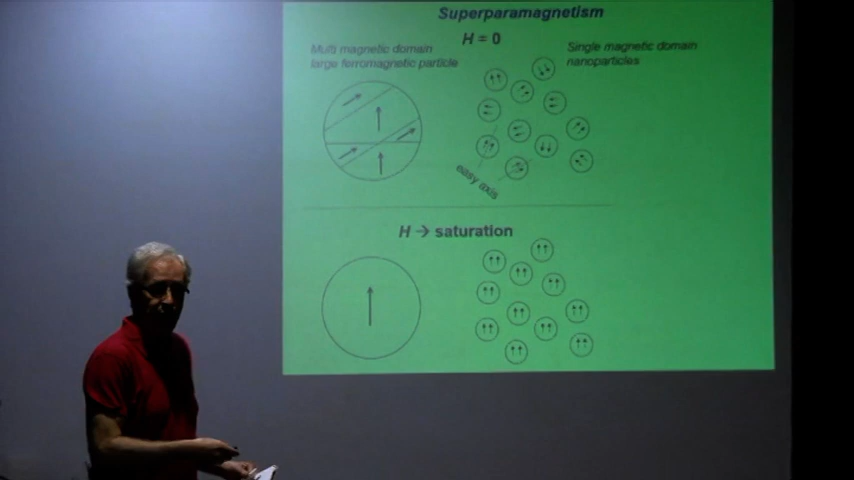 Superparamagnetism
H = 0
Multi magnetic domain
large ferromagnetic particle
Single magnetic domain
nanoparticles
easy axis
H → saturation